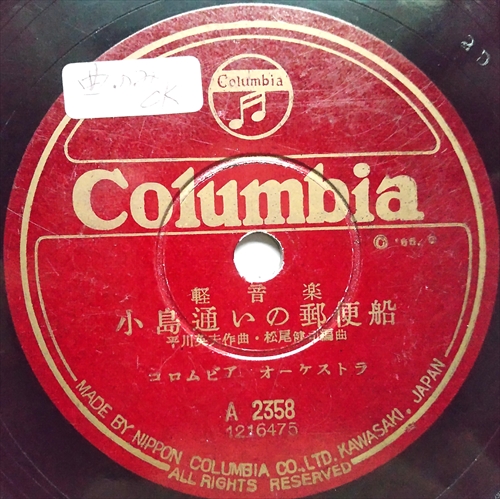 Columbia
Columbia
軽音楽
小島通いの郵便船
平川英夫作曲・松尾健司編曲
コロムビア オーケストラ
A 2358
1216475
MADE BY NIPPON COLUMBIA CO., LTD. KAWASAKI, JAPAN
ALL RIGHTS RESERVED